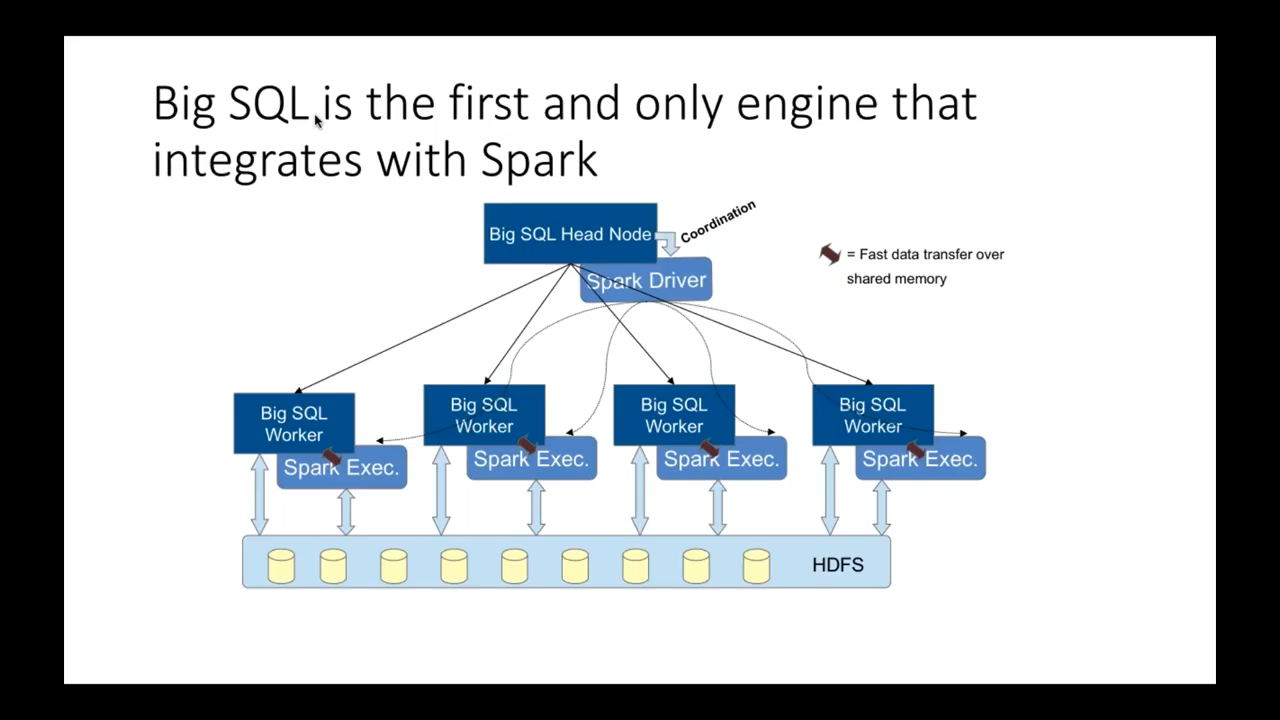 Big SQL is the first and only engine that
integrates with Spark
Big SQL Head Node
Coordination
Spark Driver
= Fast data transfer over
shared memory
Big SQL
Worker
Spark Exec.
Big SQL
Worker
Spark Exec.
Big SQL
Worker
Spark Exec.
Big SQL
Worker
Spark Exec.
HDFS